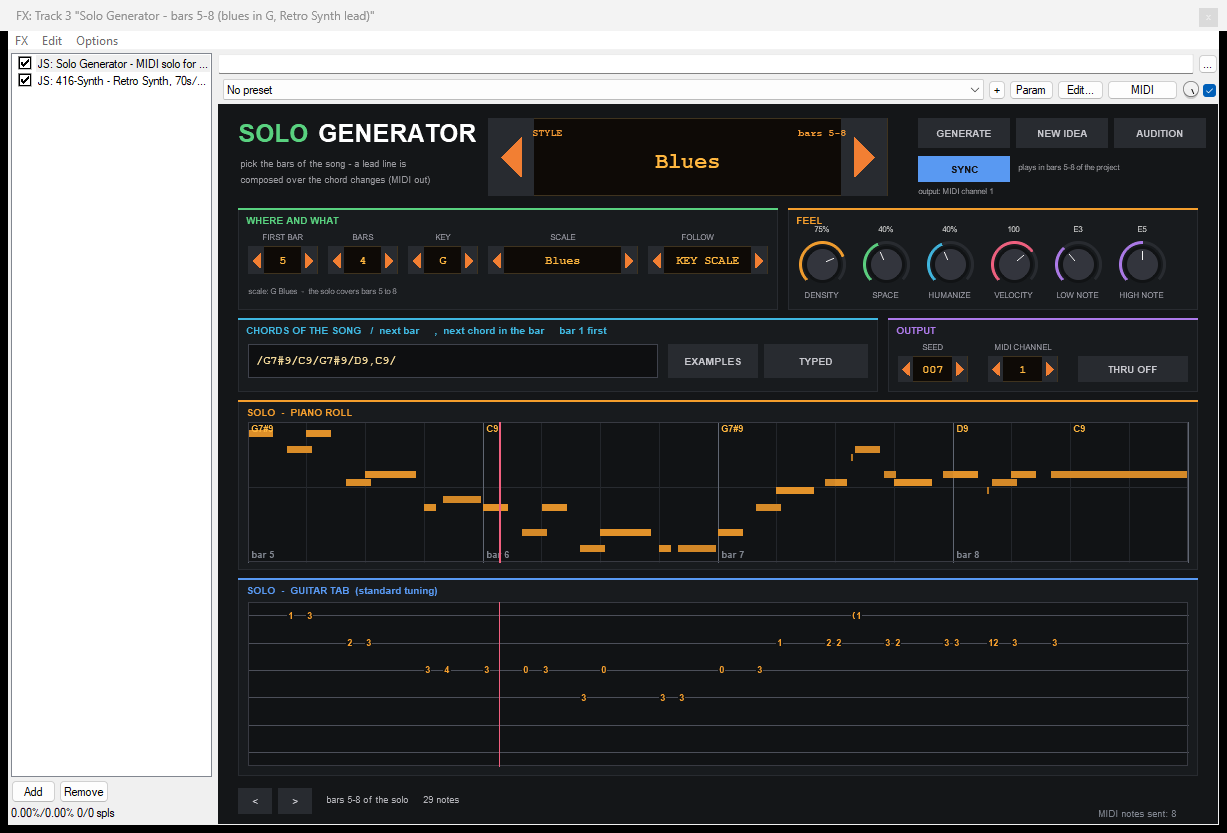 FX: Track 3 "Solo Generator - bars 5-8 (blues in G, Retro Synth lead)"
x
FX Edit Options
JS: Solo Generator - MIDI solo for ...
JS: 416-Synth - Retro Synth, 70s/...
...
No preset + Param Edit... MIDI
SOLO GENERATOR
pick the bars of the song - a lead line is
composed over the chord changes (MIDI out)
STYLE bars 5-8
Blues
GENERATE NEW IDEA AUDITION
SYNC plays in bars 5-8 of the project
output: MIDI channel 1
WHERE AND WHAT
FIRST BAR BARS KEY SCALE FOLLOW
5 4 G Blues KEY SCALE
scale: G Blues - the solo covers bars 5 to 8
FEEL
75% 40% 40% 100 E3 E5
DENSITY SPACE HUMANIZE VELOCITY LOW NOTE HIGH NOTE
CHORDS OF THE SONG / next bar , next chord in the bar bar 1 first
/G7#9/C9/G7#9/D9,C9/
EXAMPLES TYPED
OUTPUT
SEED MIDI CHANNEL
007 1 THRU OFF
SOLO - PIANO ROLL
G7#9 C9 G7#9 D9 C9
bar 5 bar 6 bar 7 bar 8
SOLO - GUITAR TAB (standard tuning)
1 3 (1
2 3 1 2 2 3 2 3 3 12 3 3
3 4 3 0 3 0 0 3
3 3 3
< > bars 5-8 of the solo 29 notes
MIDI notes sent: 8
Add Remove
0.00%/0.00% 0/0 spls